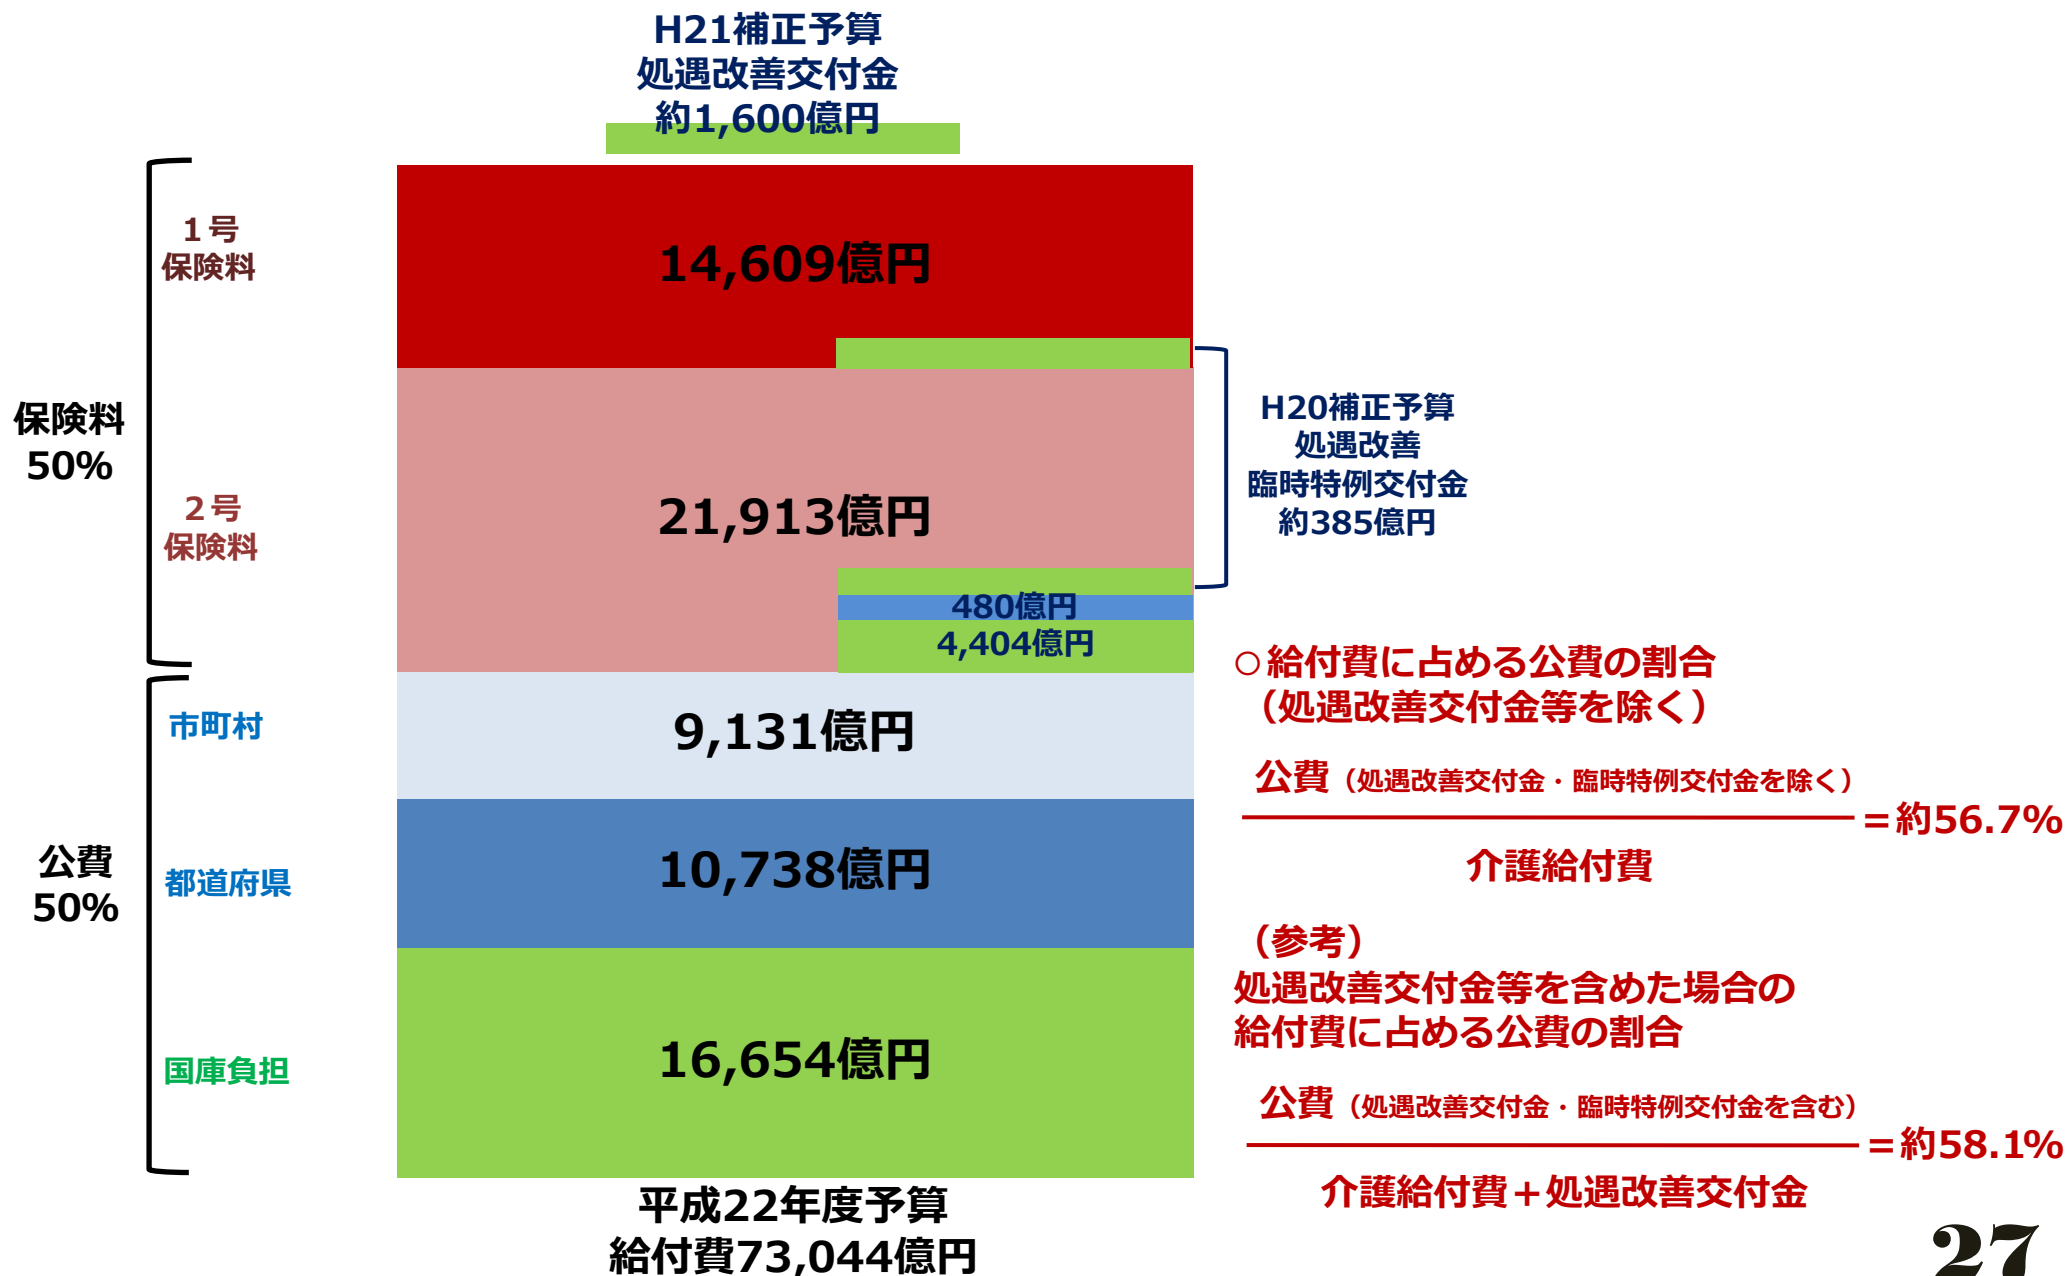 H21補正予算
処遇改善交付金
約1,600億円
保険料
50%
１号
保険料
14,609億円
２号
保険料
21,913億円
480億円
4,404億円
H20補正予算
処遇改善
臨時特例交付金
約385億円
公費
50%
市町村
9,131億円
都道府県
10,738億円
国庫負担
16,654億円
平成22年度予算
給付費73,044億円
○給付費に占める公費の割合
（処遇改善交付金等を除く）
公費（処遇改善交付金・臨時特例交付金を除く）
＝約56.7%
介護給付費
（参考）
処遇改善交付金等を含めた場合の
給付費に占める公費の割合
公費（処遇改善交付金・臨時特例交付金を含む）
＝約58.1%
介護給付費＋処遇改善交付金
27